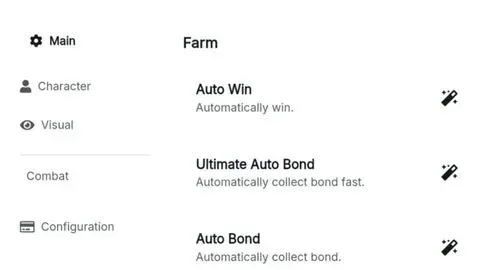 Main
Character
Visual
Combat
Configuration
Farm
Auto Win
Automatically win.
Ultimate Auto Bond
Automatically collect bond fast.
Auto Bond
Automatically collect bond.